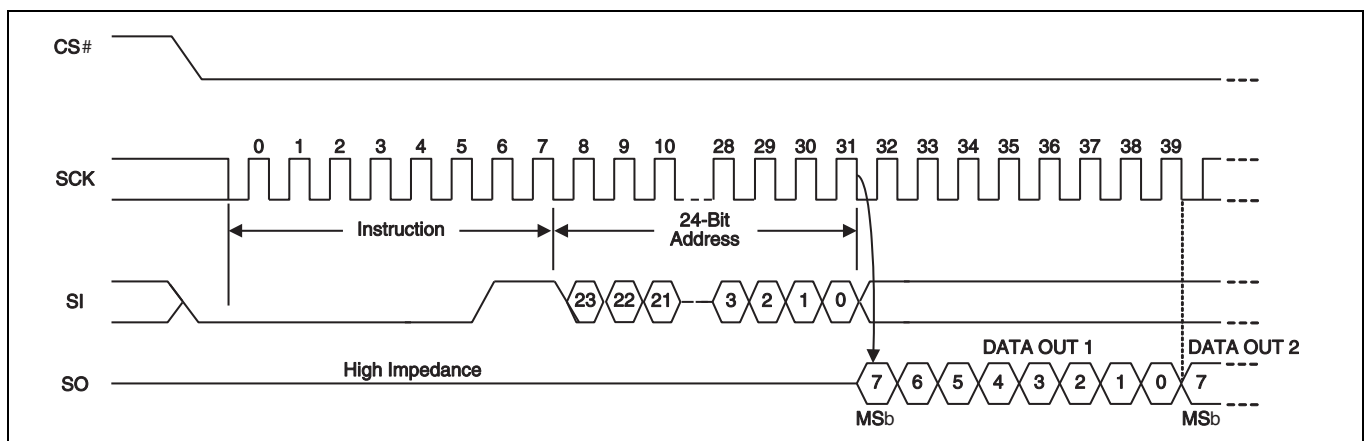 CS#
0 1 2 3 4 5 6 7 8 9 10 28 29 30 31 32 33 34 35 36 37 38 39
SCK
Instruction
24-Bit
Address
SI
23 22 21 3 2 1 0
DATA OUT 1
DATA OUT 2
High Impedance
SO
7 6 5 4 3 2 1 0 7
MSb
MSb